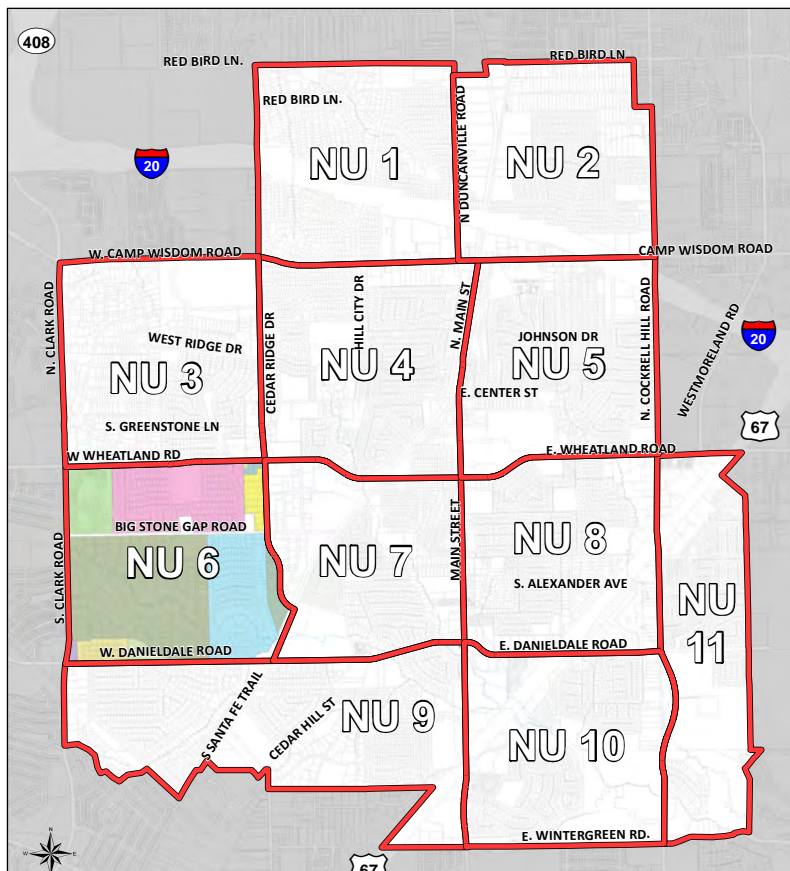 408
RED BIRD LN.
RED BIRD LN
RED BIRD LN.
N DUNCANVILLE ROAD
NU 1
NU 2
20
W. CAMP WISDOM ROAD
CAMP WISDOM ROAD
N. CLARK ROAD
CEDAR RIDGE DR
HILL CITY DR
N. MAIN ST
N. COCKRELL HILL ROAD
WESTMORELAND RD
WEST RIDGE DR
JOHNSON DR
20
NU 3
NU 4
NU 5
E. CENTER ST
S. GREENSTONE LN
67
W WHEATLAND RD
E. WHEATLAND ROAD
BIG STONE GAP ROAD
MAIN STREET
S. CLARK ROAD
NU 6
NU 7
NU 8
S. ALEXANDER AVE
NU
11
W. DANIELDALE ROAD
E. DANIELDALE ROAD
S SANTA FE TRAIL
CEDAR HILL ST
NU 9
NU 10
E. WINTERGREEN RD.
N
W
E
S
67